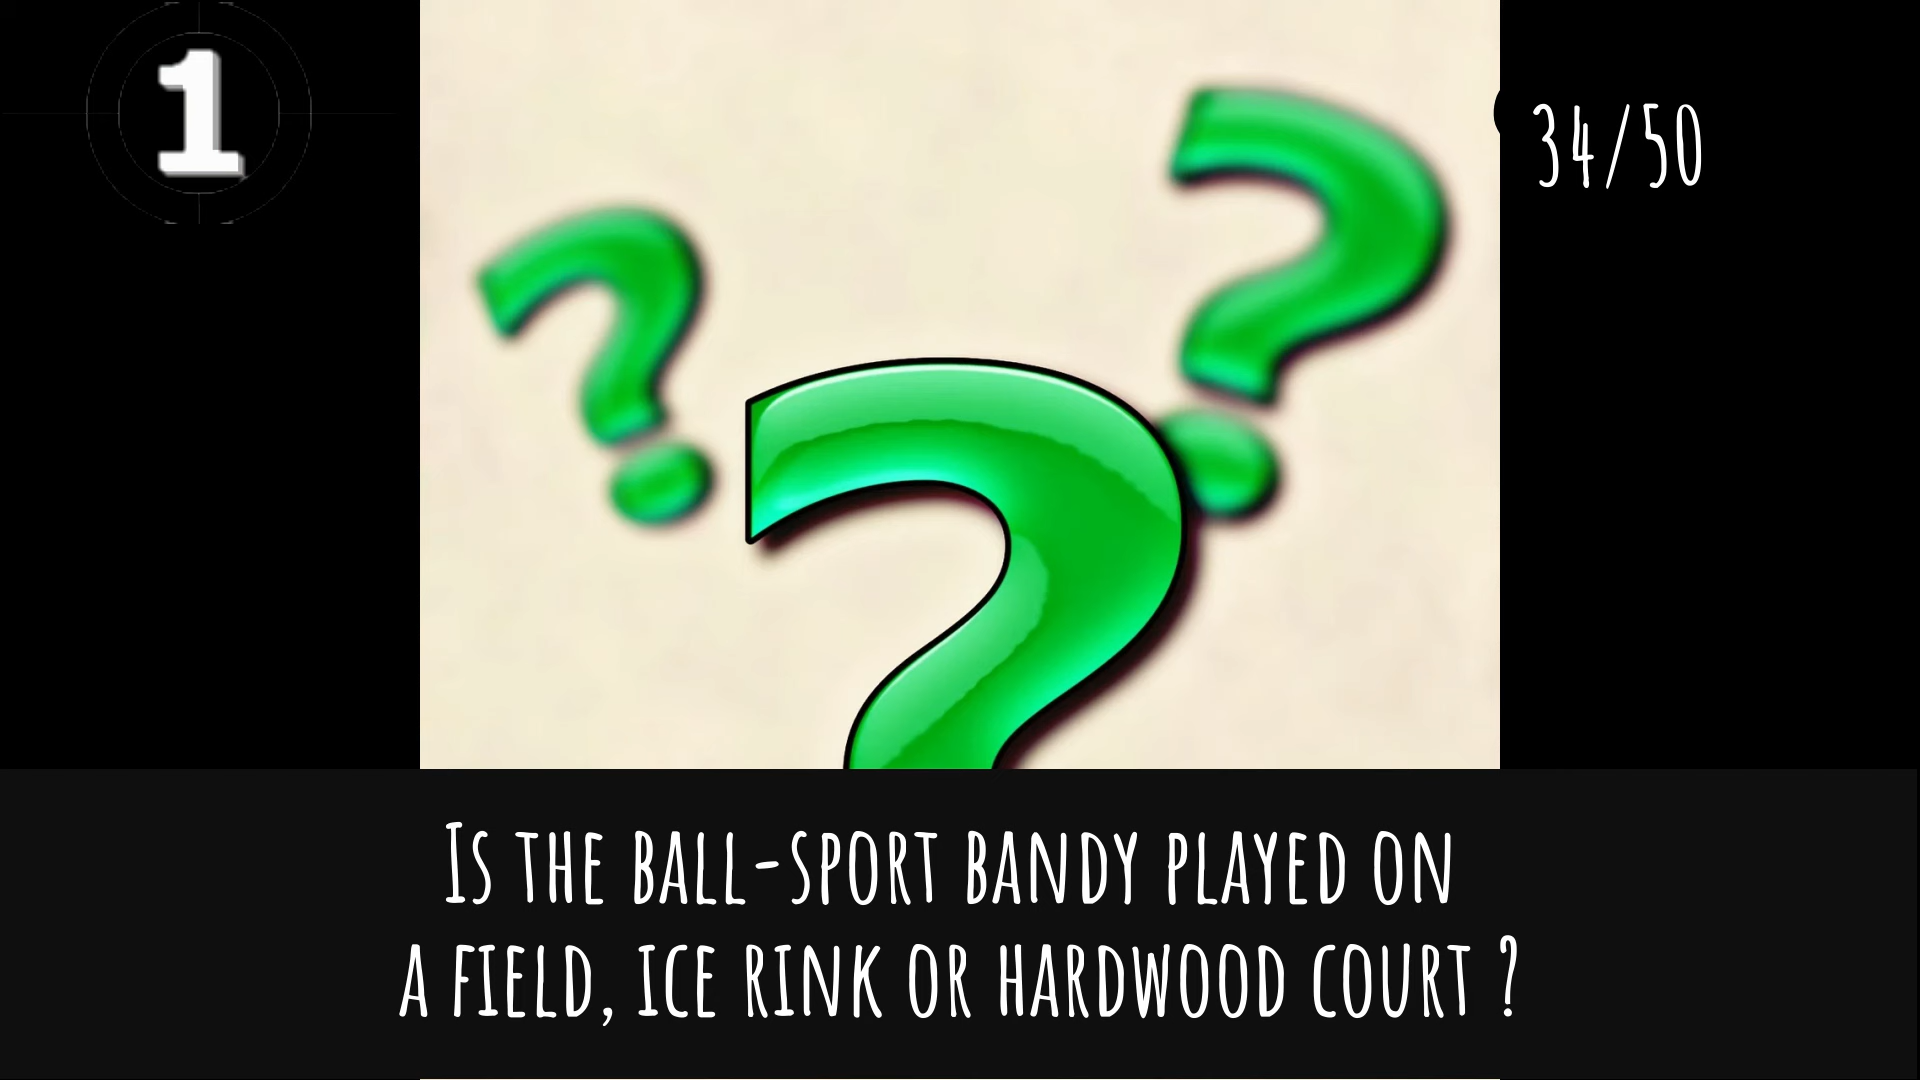 1
34/50
Is the ball-sport bandy played on
a field, ice rink or hardwood court ?